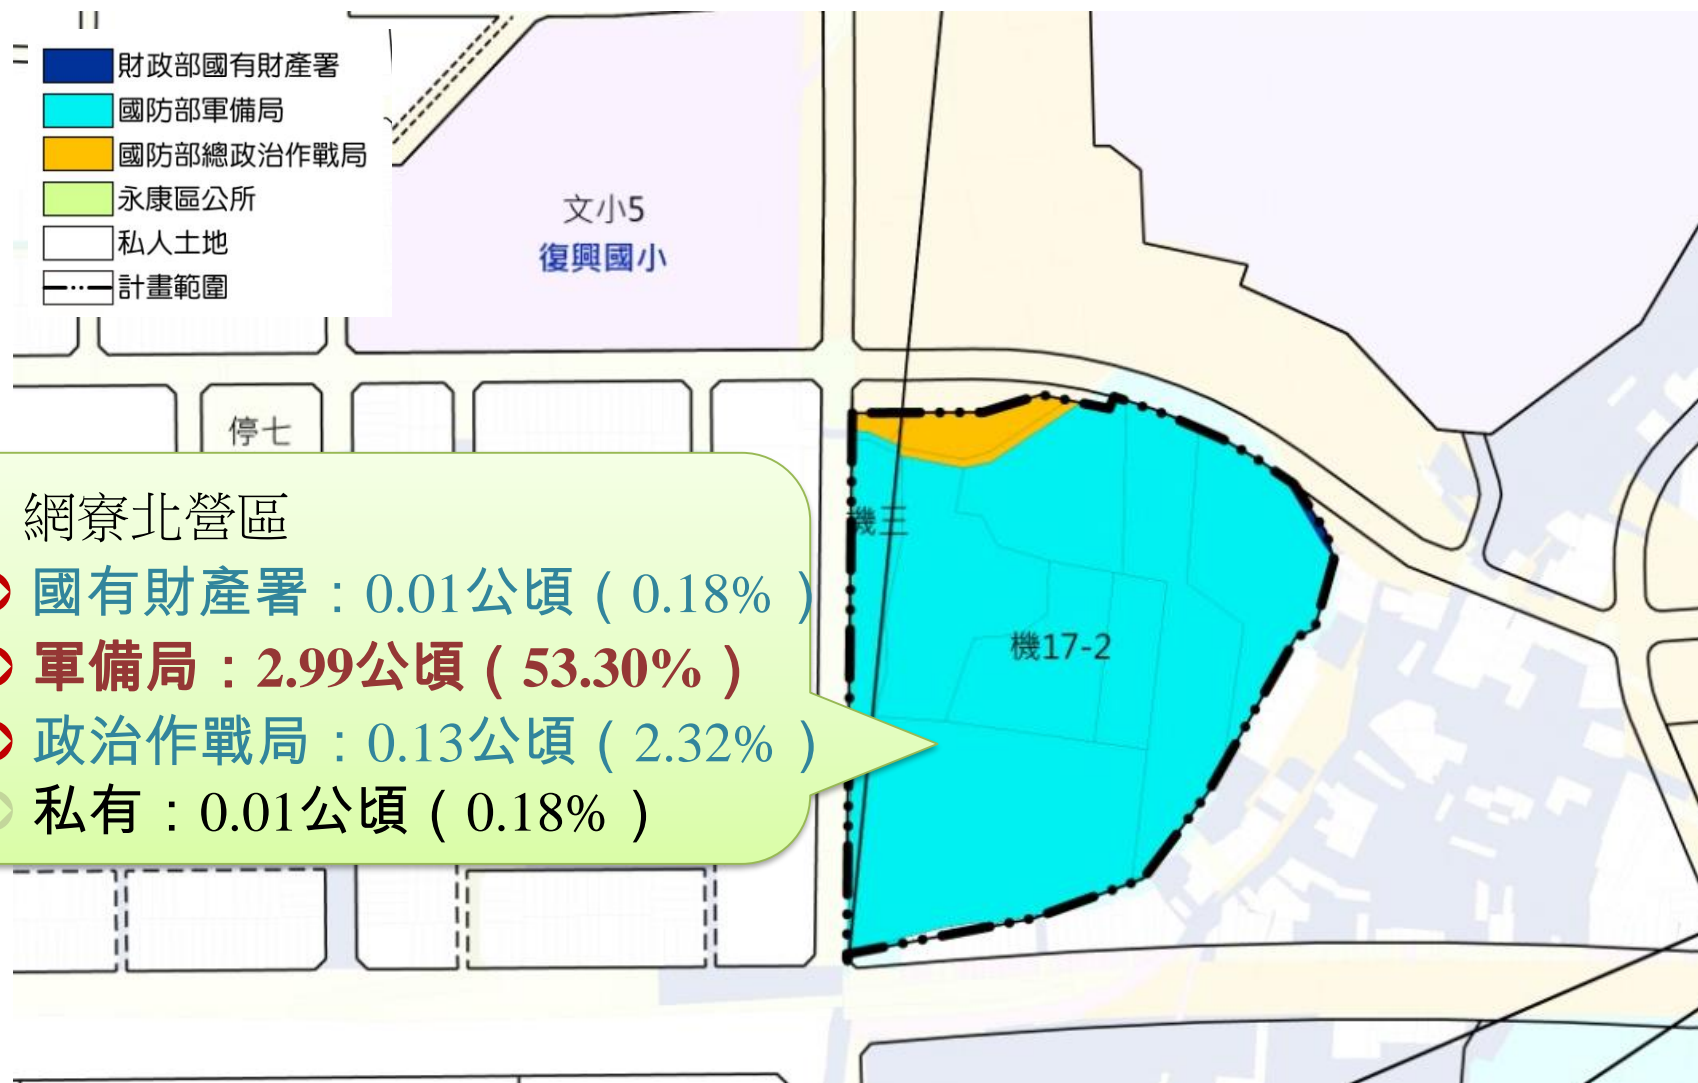 財政部國有財產署
國防部軍備局
國防部總政治作戰局
永康區公所
私人土地
計畫範圍
文小5
復興國小
停七
網寮北營區
國有財產署：0.01公頃（0.18%）
軍備局：2.99公頃（53.30%）
政治作戰局：0.13公頃（2.32%）
私有：0.01公頃（0.18%）
機三
機17-2